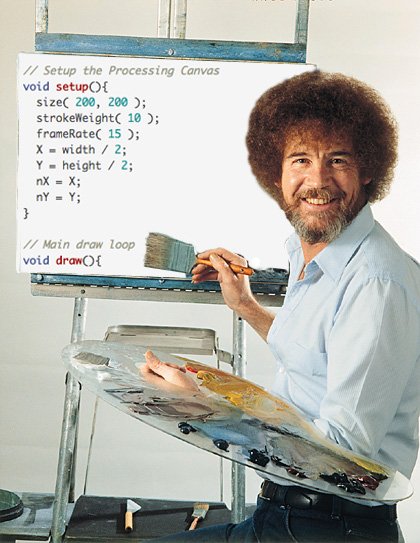 // Setup the Processing Canvas
void setup(){
size( 200, 200 );
strokeWeight( 10 );
frameRate( 15 );
X = width / 2;
Y = height / 2;
nX = X;
nY = Y;
}
// Main draw loop
void draw(){